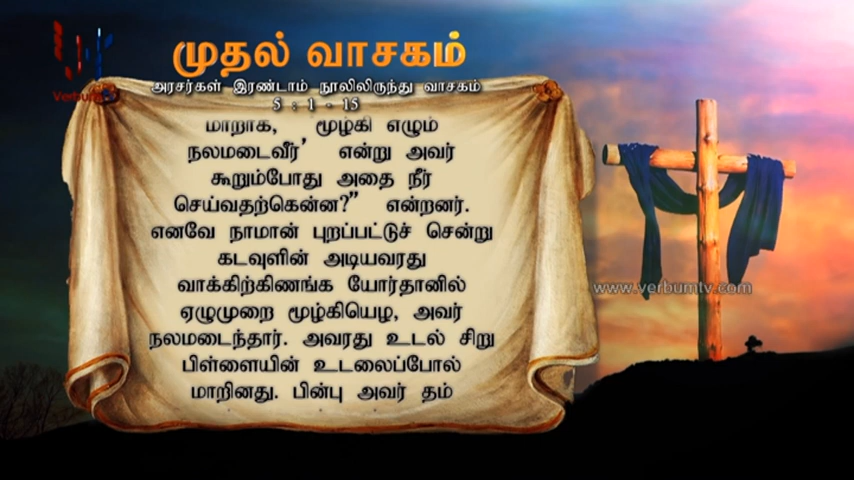 முதல் வாசகம்
அரசர்கள் இரண்டாம் நூலிலிருந்து வாசகம்
5 : 1 - 15
மாறாக, மூழ்கி எழும்
நலமடைவீர்’ என்று அவர்
கூறும்போது அதை நீர்
செய்வதற்கென்ன?” என்றனர்.
எனவே நாமான் புறப்பட்டுச் சென்று
கடவுளின் அடியவரது
வாக்கிற்கிணங்க யோர்தானில்
ஏழுமுறை மூழ்கியெழ, அவர்
நலமடைந்தார். அவரது உடல் சிறு
பிள்ளையின் உடலைப்போல்
மாறினது. பின்பு அவர் தம்
www.verbumtv.com